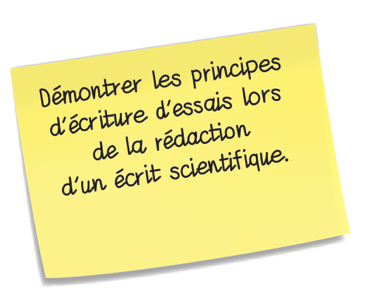 Démontrer les principes
d'écriture d'essais lors
de la rédaction
d'un écrit scientifique.